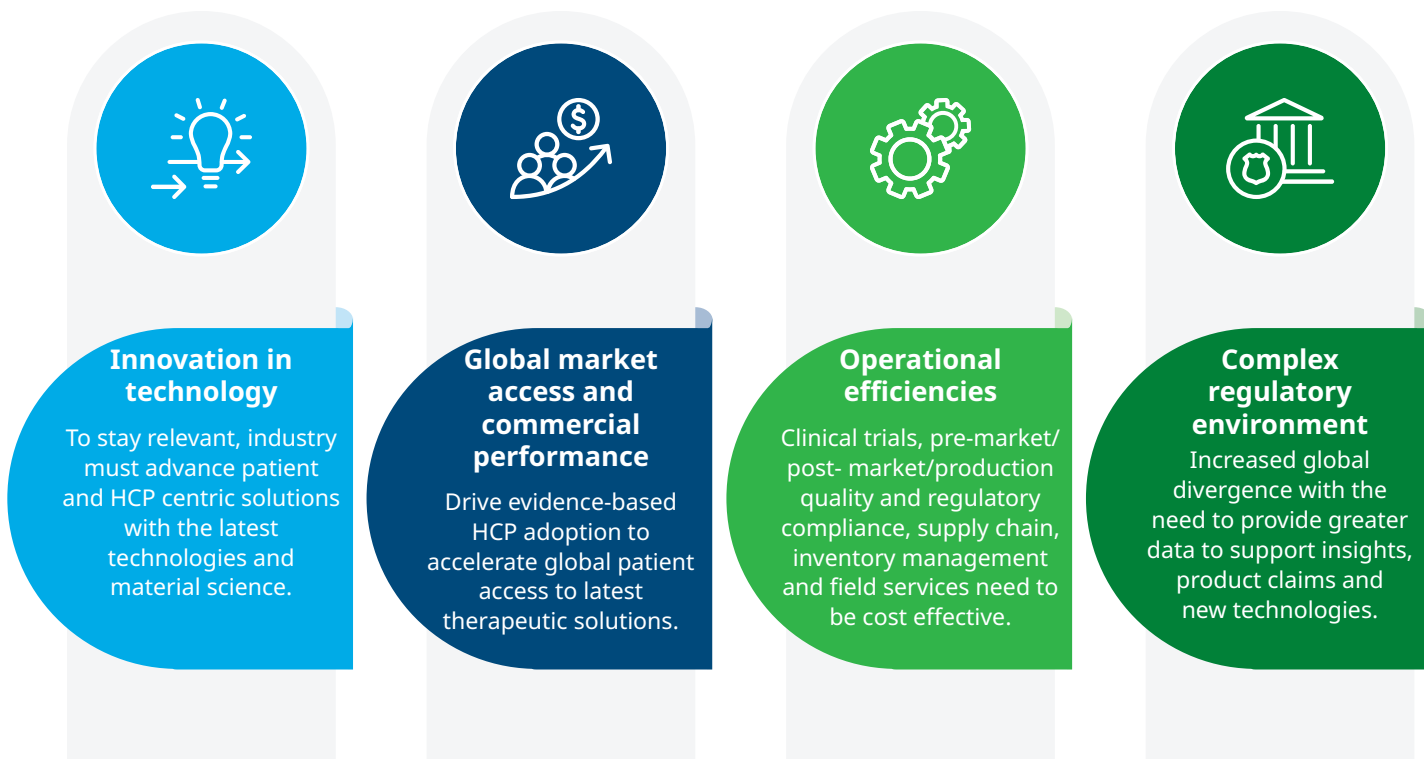 $
Innovation in
technology
To stay relevant, industry
must advance patient
and HCP centric solutions
with the latest
technologies and
material science.
Global market
access and
commercial
performance
Drive evidence-based
HCP adoption to
accelerate global patient
access to latest
therapeutic solutions.
Operational
efficiencies
Clinical trials, pre-market/
post- market/production
quality and regulatory
compliance, supply chain,
inventory management
and field services need to
be cost effective.
Complex
regulatory
environment
Increased global
divergence with the
need to provide greater
data to support insights,
product claims and
new technologies.